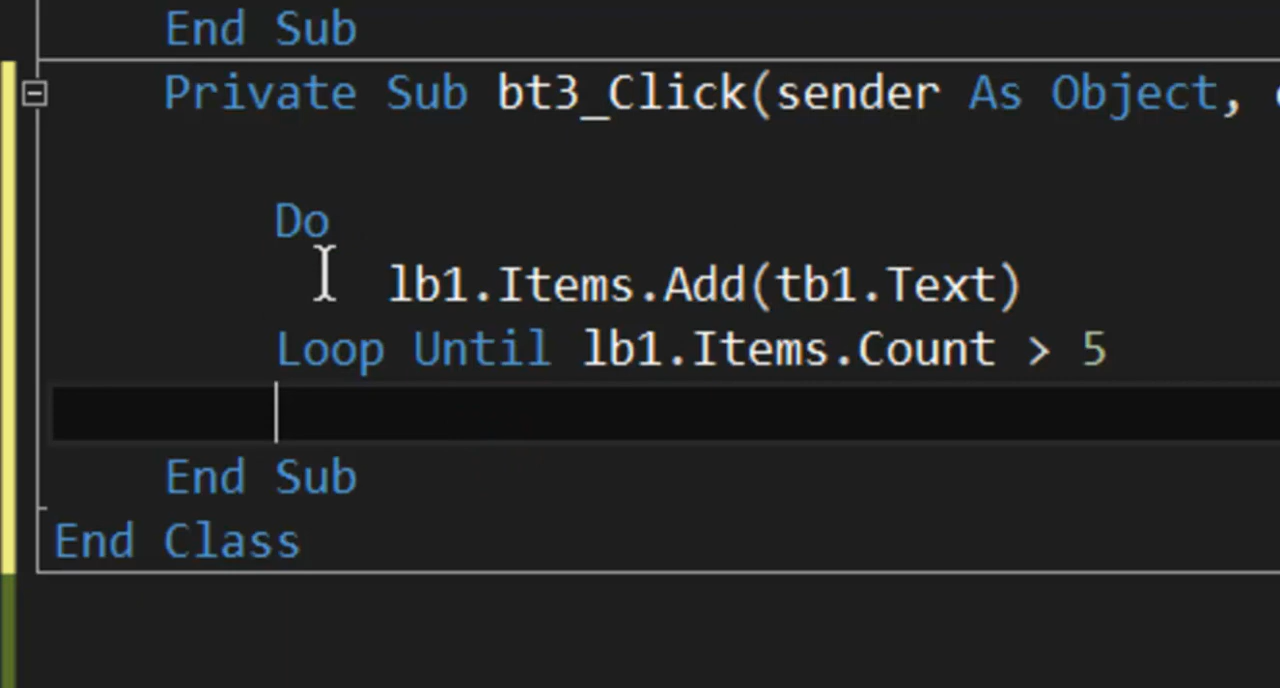 End Sub
Private Sub bt3_Click(sender As Object,
Do
lb1.Items.Add(tb1.Text)
Loop Until lb1.Items.Count > 5
End Sub
End Class